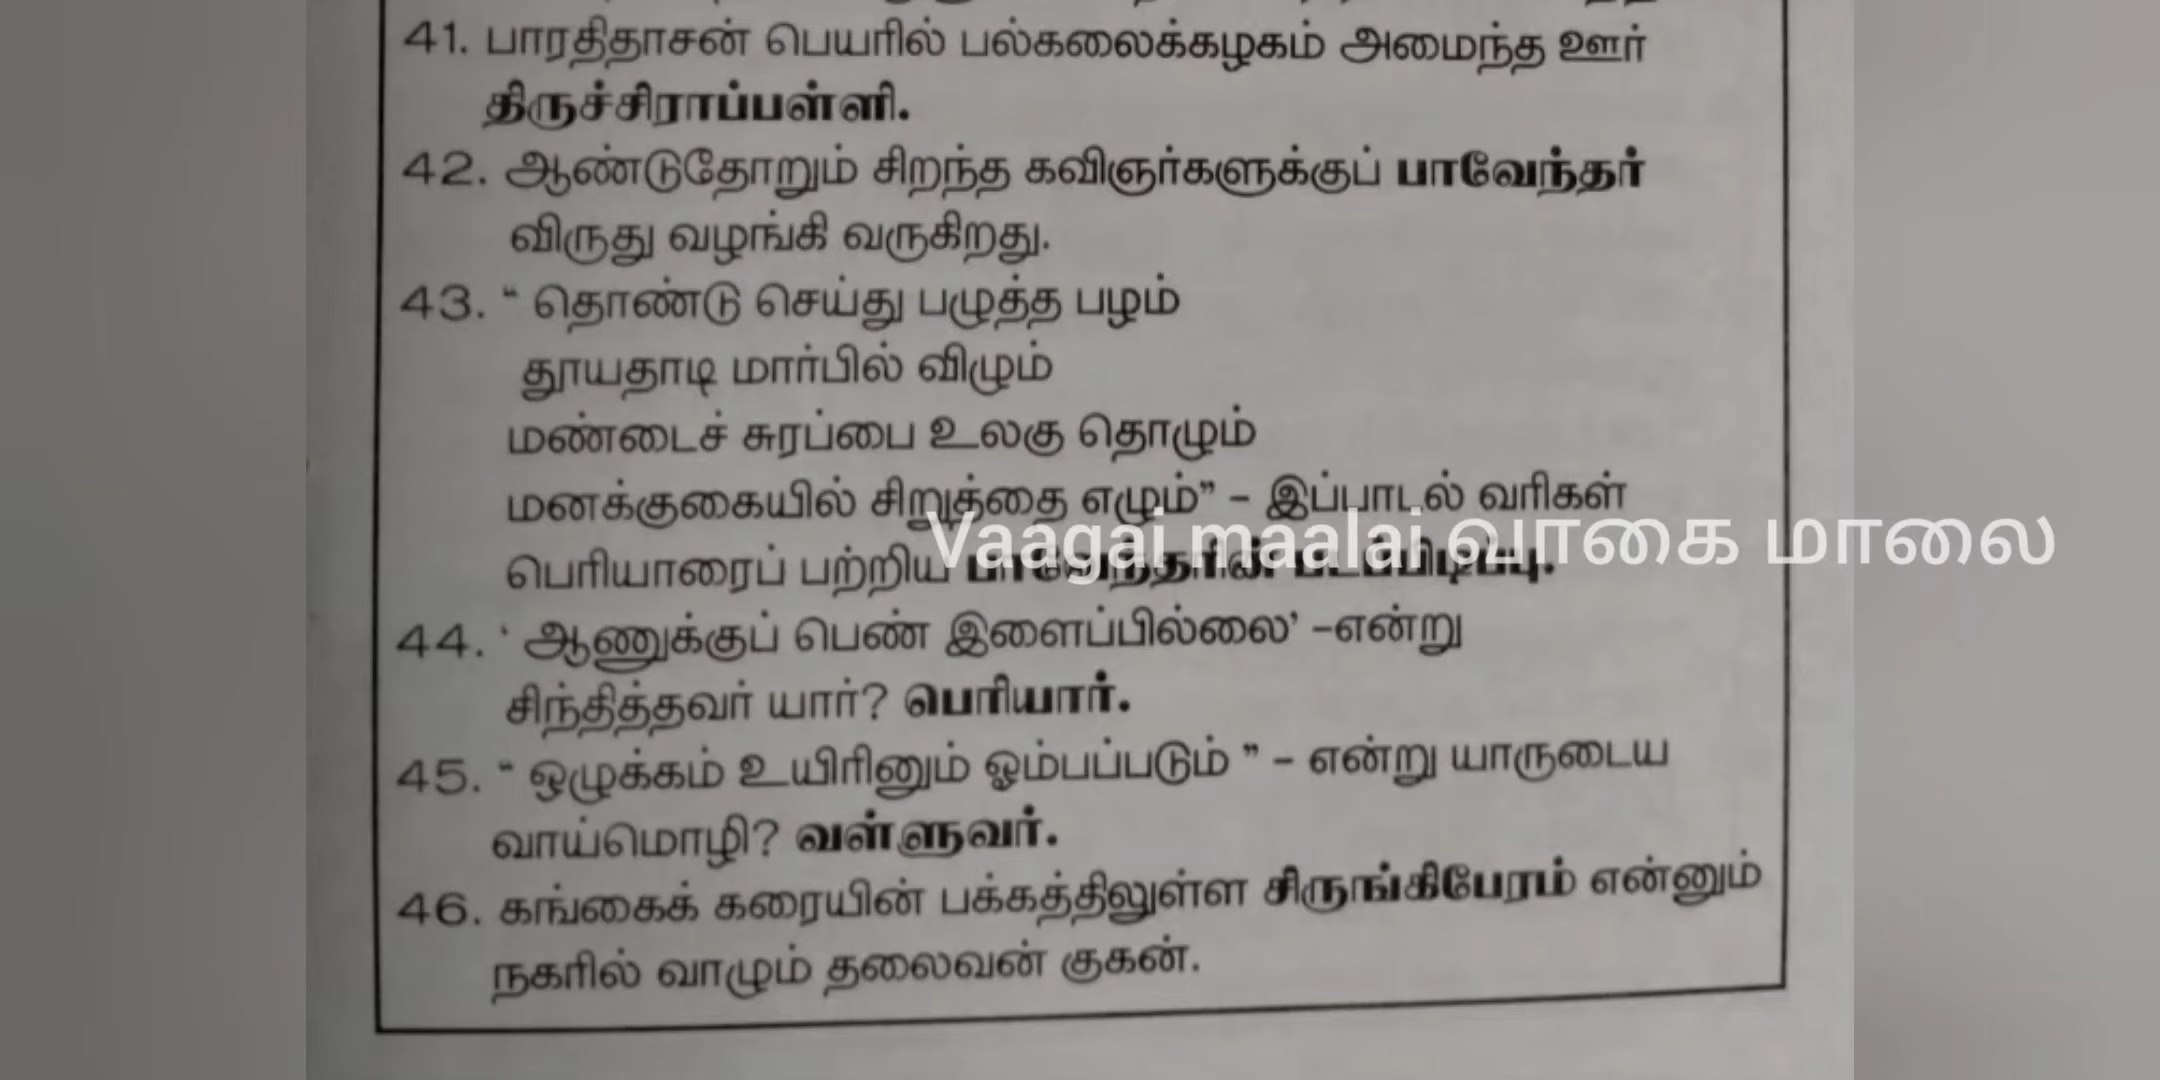 41. பாரதிதாசன் பெயரில் பல்கலைக்கழகம் அமைந்த ஊர்
திருச்சிராப்பள்ளி.
42. ஆண்டுதோறும் சிறந்த கவிஞர்களுக்குப் பாவேந்தர்
விருது வழங்கி வருகிறது.
43. “ தொண்டு செய்து பழுத்த பழம்
தூயதாடி மார்பில் விழும்
மண்டைச் சுரப்பை உலகு தொழும்
மனக்குகையில் சிறுத்தை எழும்” – இப்பாடல் வரிகள்
Vaagai maalai வாகை மாலை
பெரியாரைப் பற்றிய பாவேந்தரின் படப்பிடிப்பு.
44. ‘ ஆணுக்குப் பெண் இளைப்பில்லை’ –என்று
சிந்தித்தவர் யார்? பெரியார்.
45. “ ஒழுக்கம் உயிரினும் ஓம்பப்படும் ” – என்று யாருடைய
வாய்மொழி? வள்ளுவர்.
46. கங்கைக் கரையின் பக்கத்திலுள்ள சிருங்கிபேரம் என்னும்
நகரில் வாழும் தலைவன் குகன்.